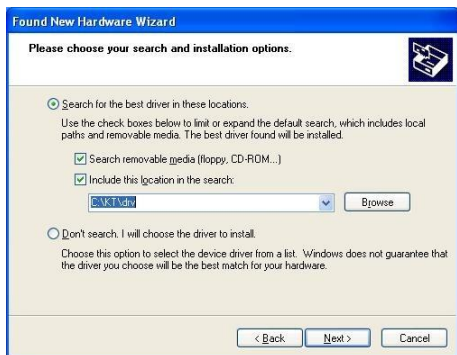 Found New Hardware Wizard
Please choose your search and installation options.
Search for the best driver in these locations.
Use the check boxes below to limit or expand the default search, which includes local
paths and removable media. The best driver found will be installed.
Search removable media (floppy, CD-ROM...)
Include this location in the search:
C:\KT\drv
Browse
Don't search. I will choose the driver to install.
Choose this option to select the device driver from a list. Windows does not guarantee that
the driver you choose will be the best match for your hardware.
< Back
Next >
Cancel